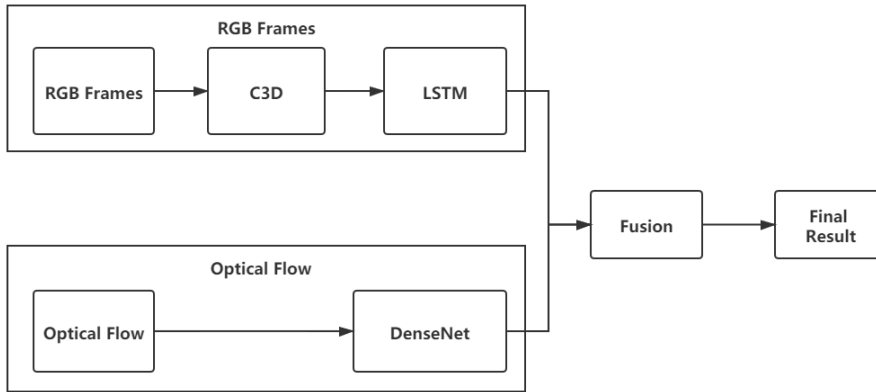 RGB Frames
RGB Frames
C3D
LSTM
Fusion
Final
Result
Optical Flow
Optical Flow
DenseNet